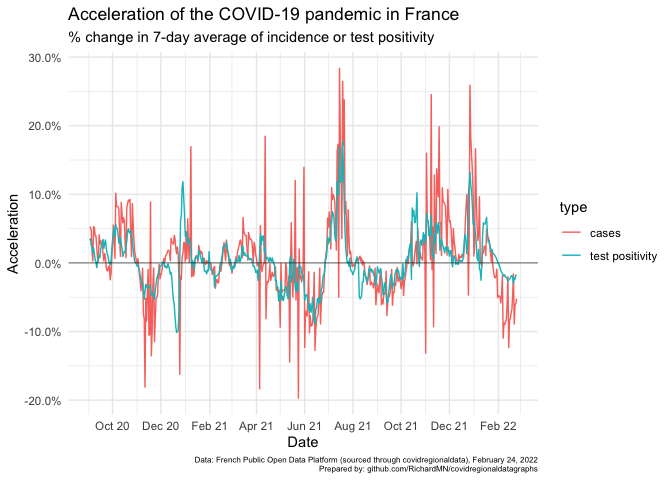 Acceleration of the COVID-19 pandemic in France
% change in 7-day average of incidence or test positivity
30.0%
20.0%
10.0%
0.0%
-10.0%
-20.0%
Acceleration
Oct 20 Dec 20 Feb 21 Apr 21 Jun 21 Aug 21 Oct 21 Dec 21 Feb 22
Date
type
cases
test positivity
Data: French Public Open Data Platform (sourced through covidregionaldata), February 24, 2022
Prepared by: github.com/RichardMN/covidregionaldatagraphs